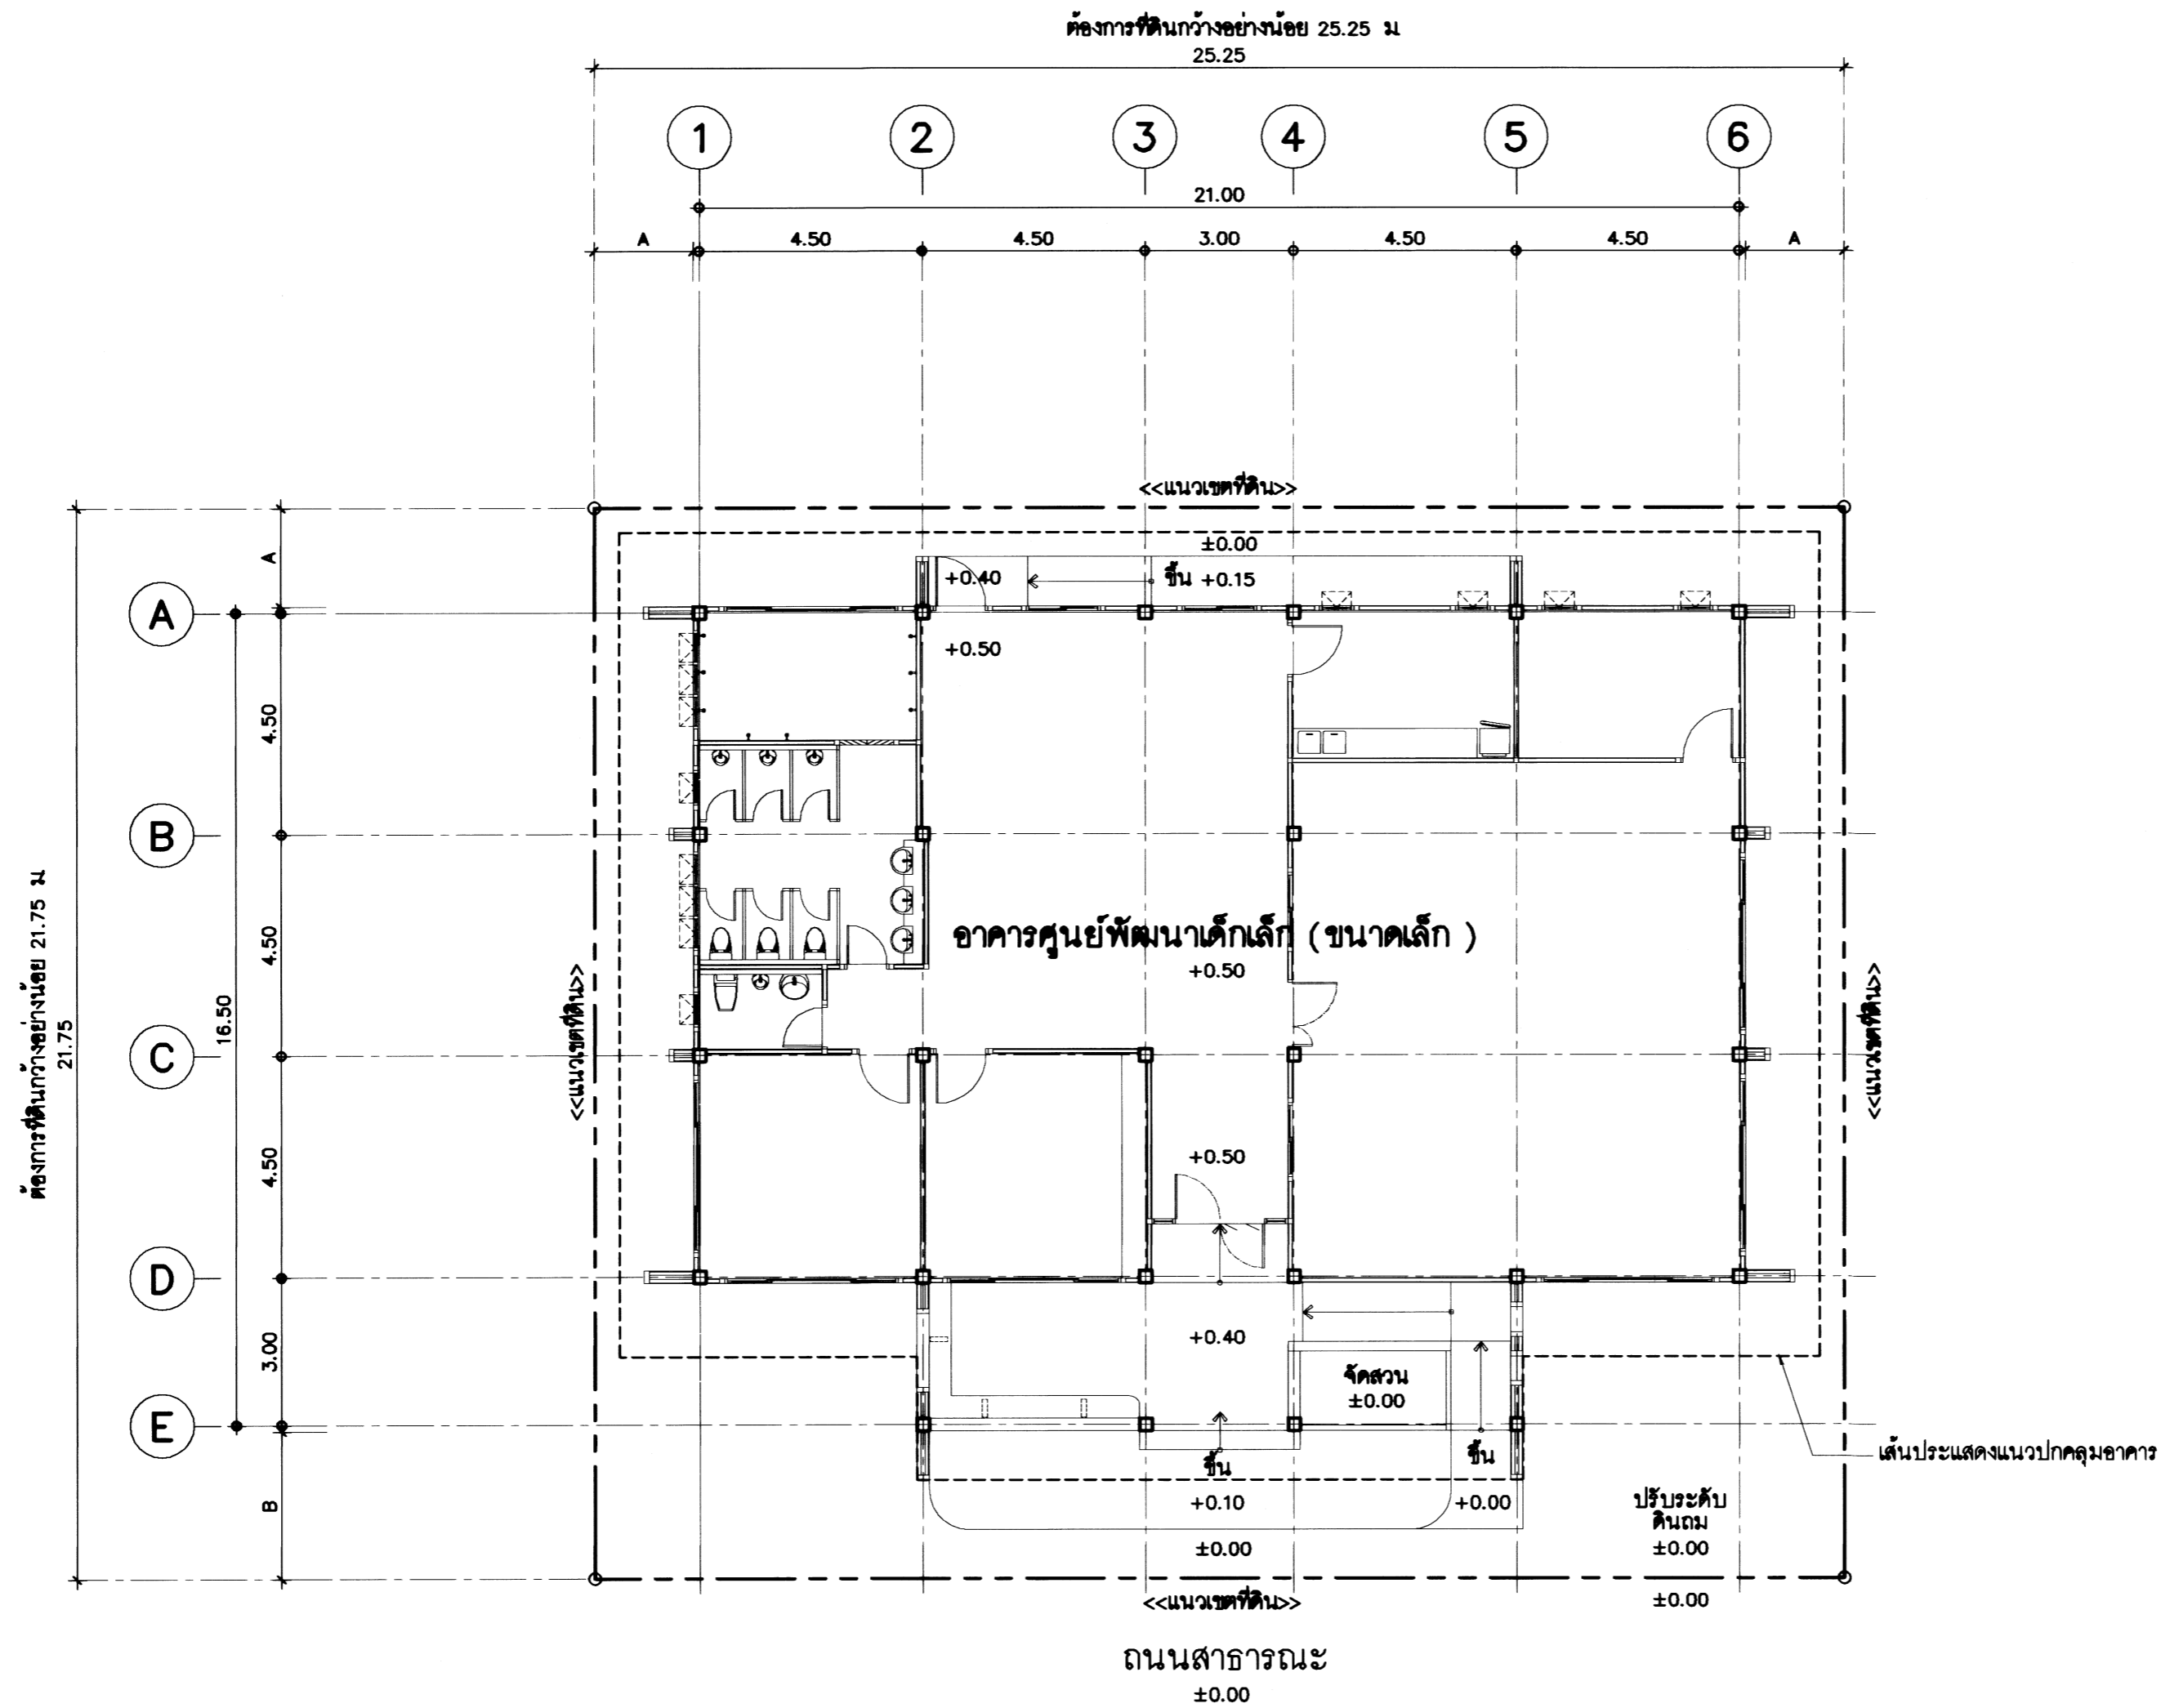 ต้องการที่ดินกว้างอย่างน้อย 25.25 ม
25.25
1 2 3 4 5 6
21.00
A 4.50 4.50 3.00 4.50 4.50 A
<<แนวเขตที่ดิน>>
±0.00
+0.40 ขึ้น +0.15
+0.50
A
B
C
D
E
A
4.50
4.50
4.50
3.00
B
16.50
ต้องการที่ดินกว้างอย่างน้อย 21.75 ม
21.75
<<แนวเขตที่ดิน>>
อาคารศูนย์พัฒนาเด็กเล็ก (ขนาดเล็ก )
+0.50
<<แนวเขตที่ดิน>>
+0.50
+0.40
จัดสวน
±0.00
ขึ้น ขึ้น
เส้นประแสดงแนวปกคลุมอาคาร
+0.10 +0.00
ปรับระดับ
ดินถม
±0.00 ±0.00
<<แนวเขตที่ดิน>> ±0.00
ถนนสาธารณะ
±0.00